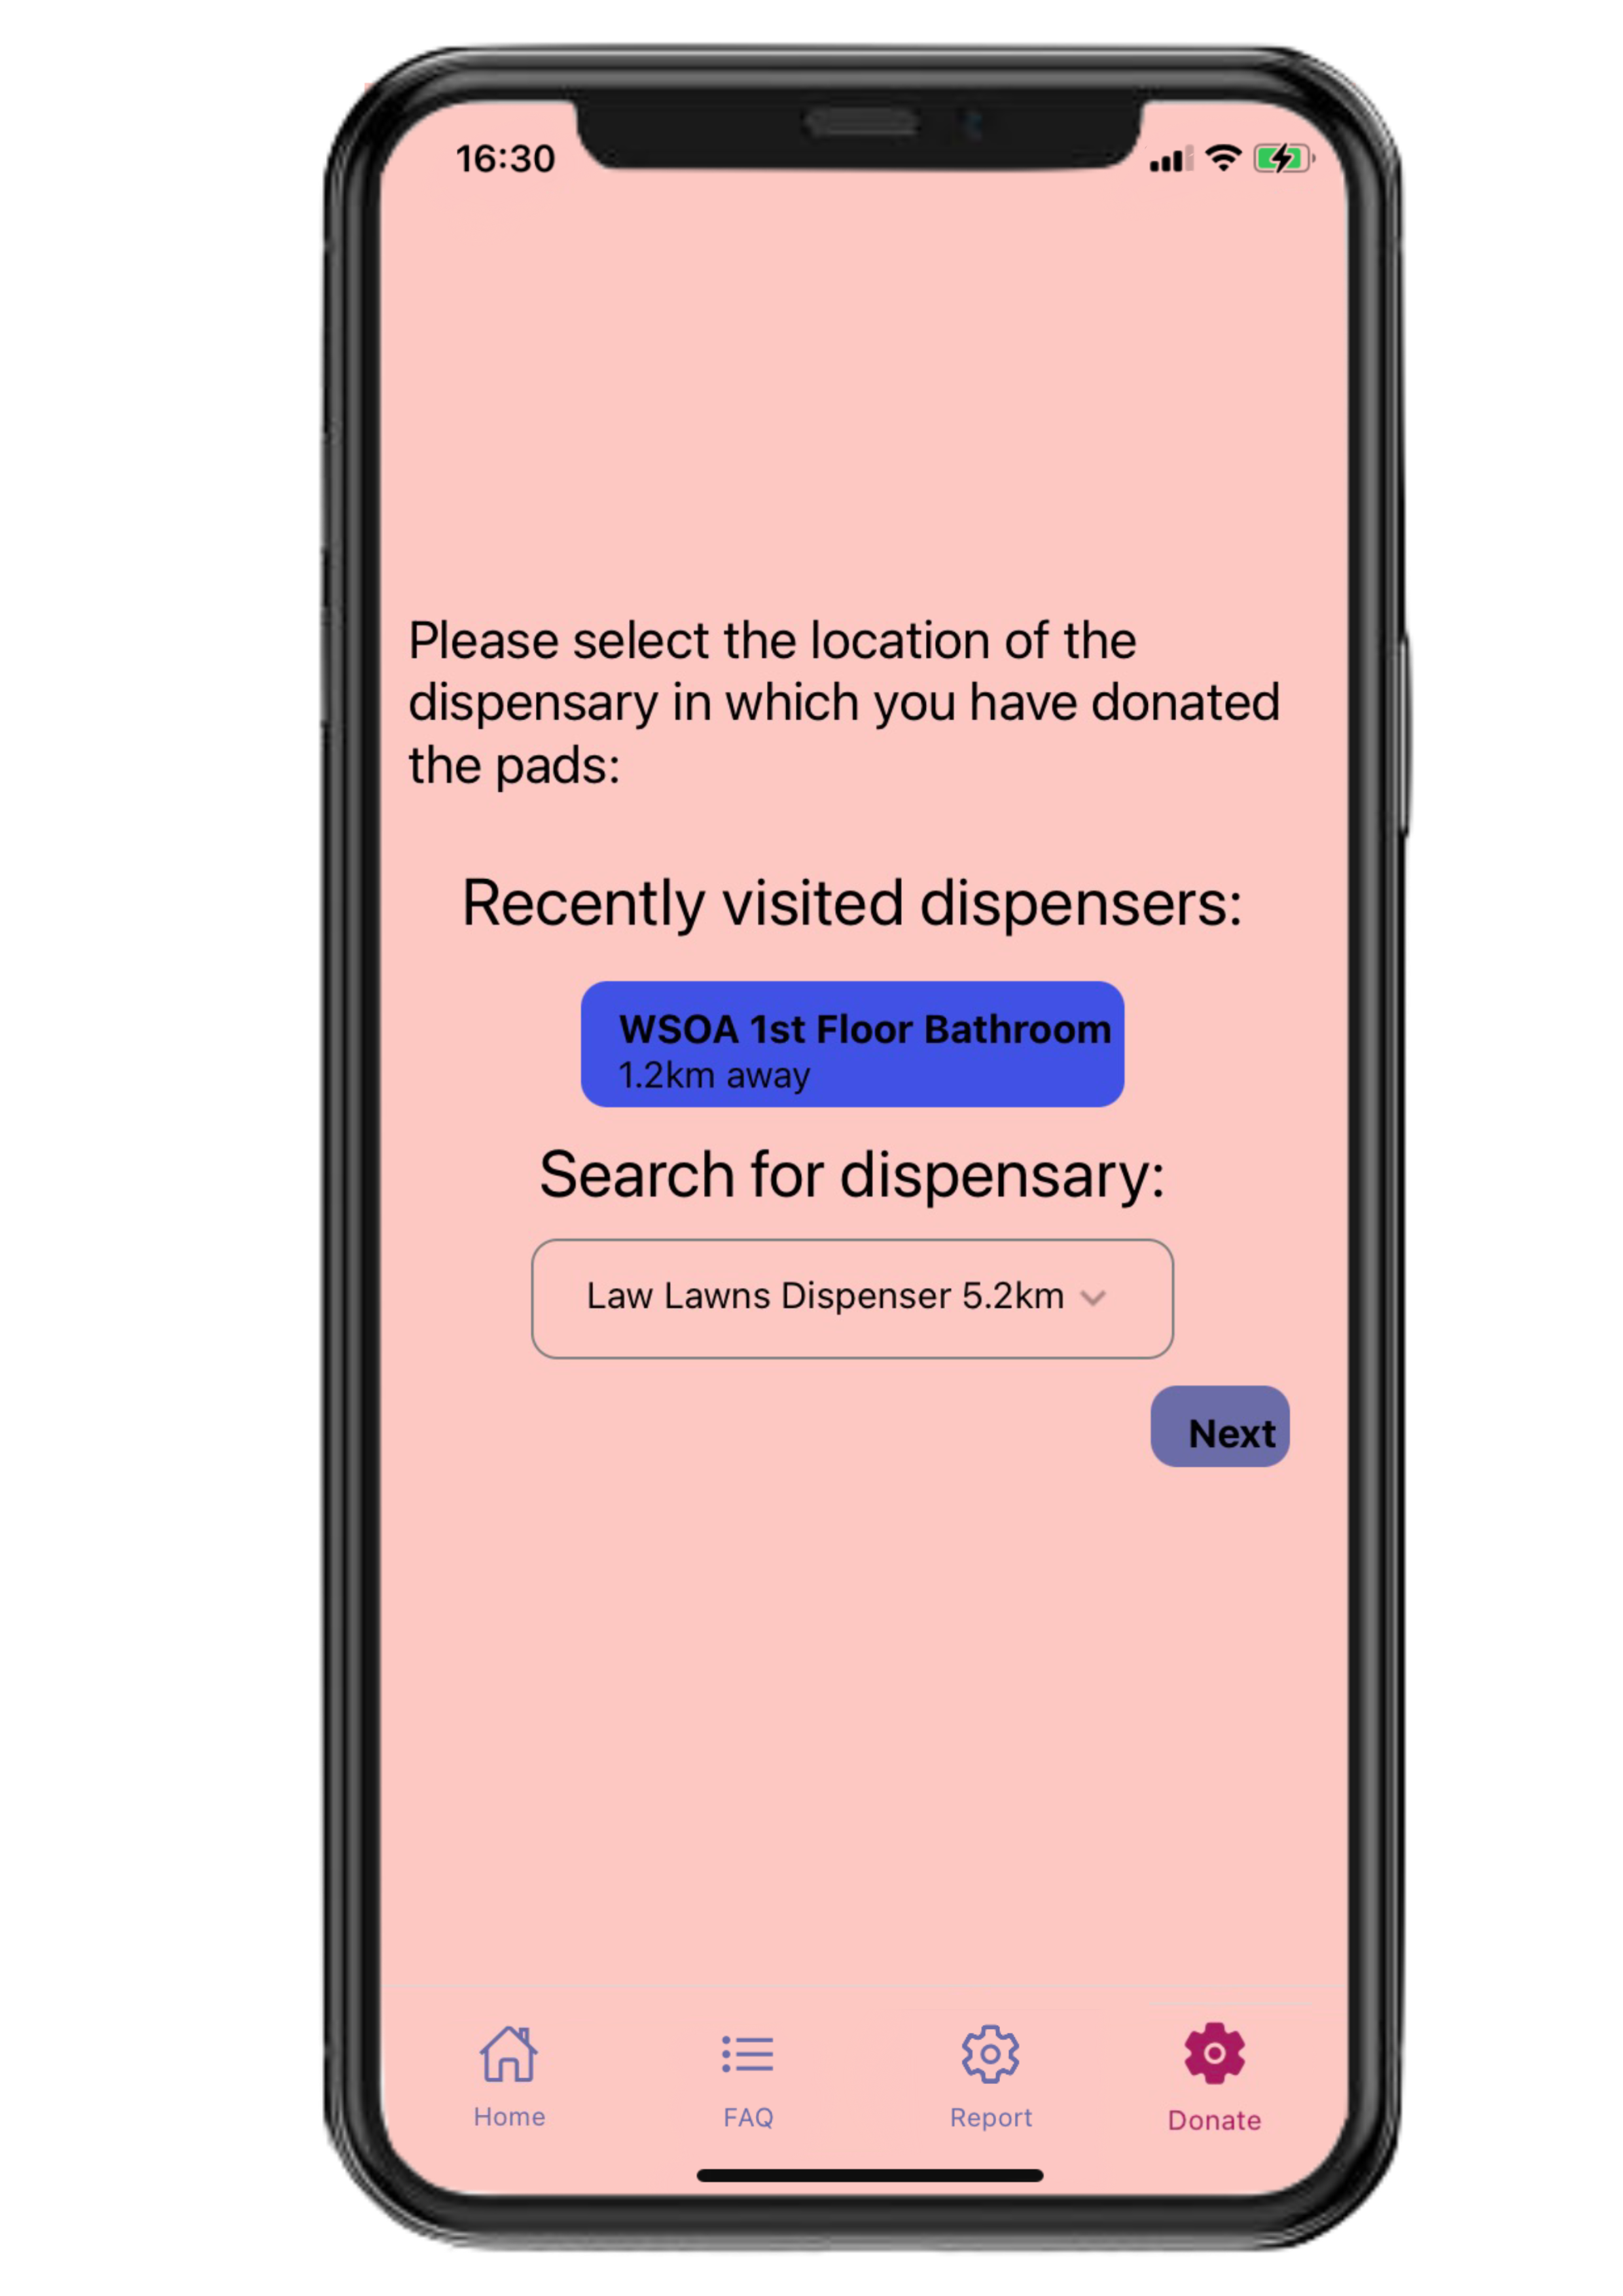 16:30
Please select the location of the
dispensary in which you have donated
the pads:
Recently visited dispensers:
WSOA 1st Floor Bathroom
1.2km away
Search for dispensary:
Law Lawns Dispenser 5.2km
Next
Home
FAQ
Report
Donate